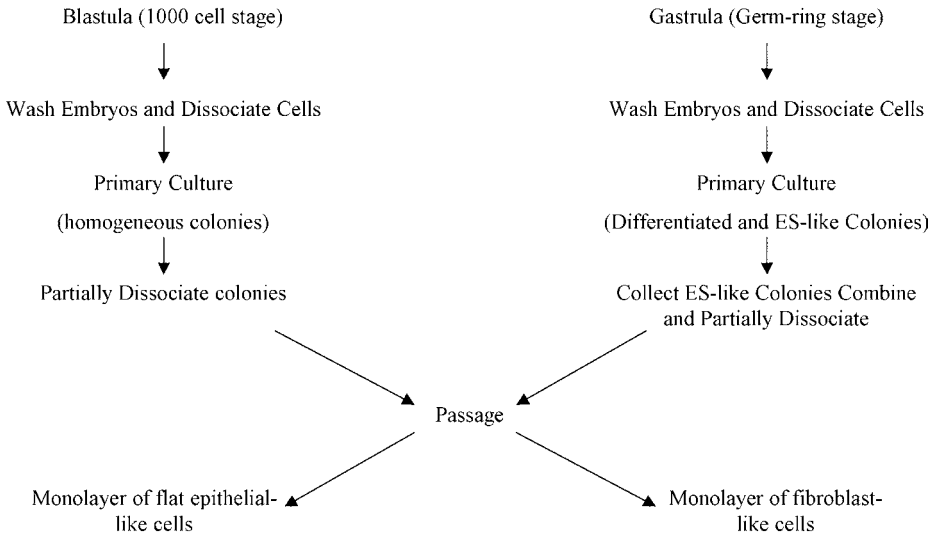 Blastula (1000 cell stage)
Wash Embryos and Dissociate Cells
Primary Culture
(homogeneous colonies)
Partially Dissociate colonies
Gastrula (Germ-ring stage)
Wash Embryos and Dissociate Cells
Primary Culture
(Differentiated and ES-like Colonies)
Collect ES-like Colonies Combine
and Partially Dissociate
Passage
Monolayer of flat epithelial-
like cells
Monolayer of fibroblast-
like cells